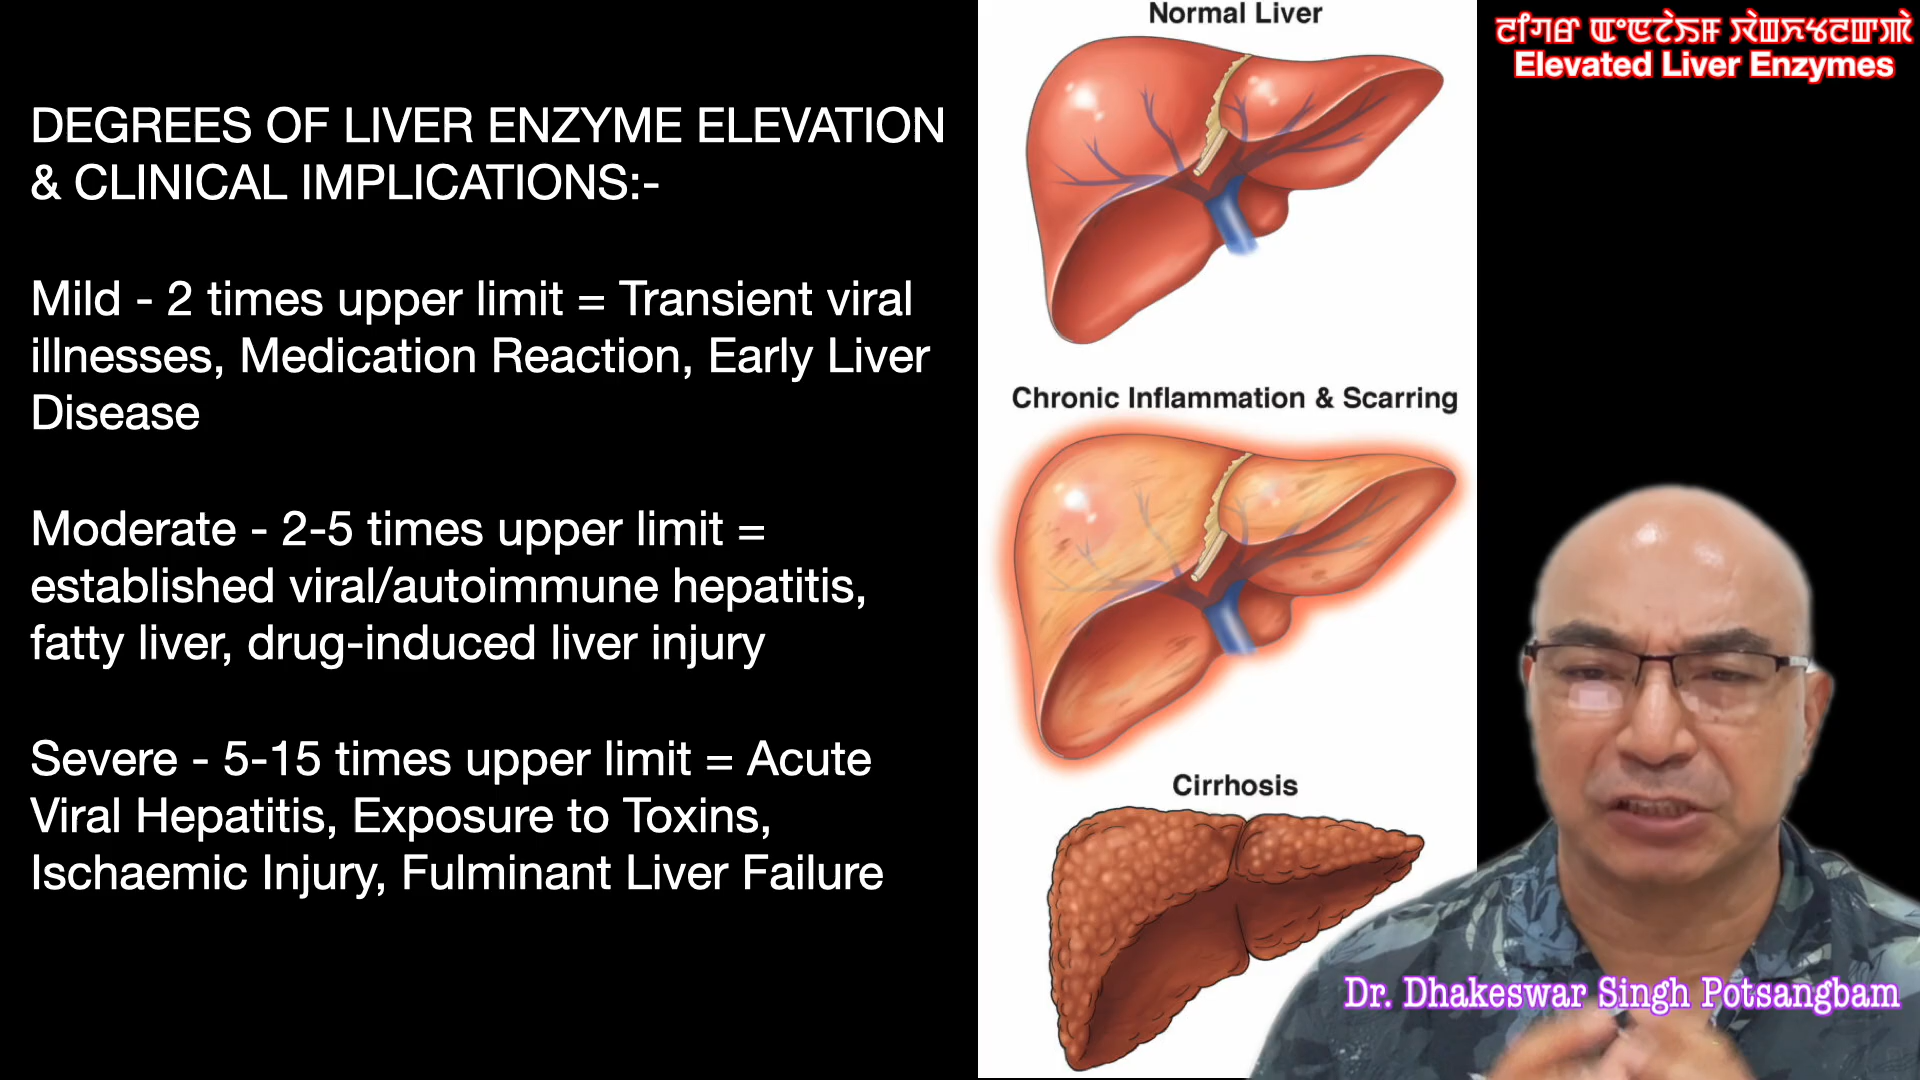 DEGREES OF LIVER ENZYME ELEVATION
& CLINICAL IMPLICATIONS:-
Mild - 2 times upper limit = Transient viral
illnesses, Medication Reaction, Early Liver
Disease
Moderate - 2-5 times upper limit =
established viral/autoimmune hepatitis,
fatty liver, drug-induced liver injury
Severe - 5-15 times upper limit = Acute
Viral Hepatitis, Exposure to Toxins,
Ischaemic Injury, Fulminant Liver Failure
Normal Liver
Chronic Inflammation & Scarring
Cirrhosis
Elevated Liver Enzymes
Dr. Dhakeswar Singh Potsangbam